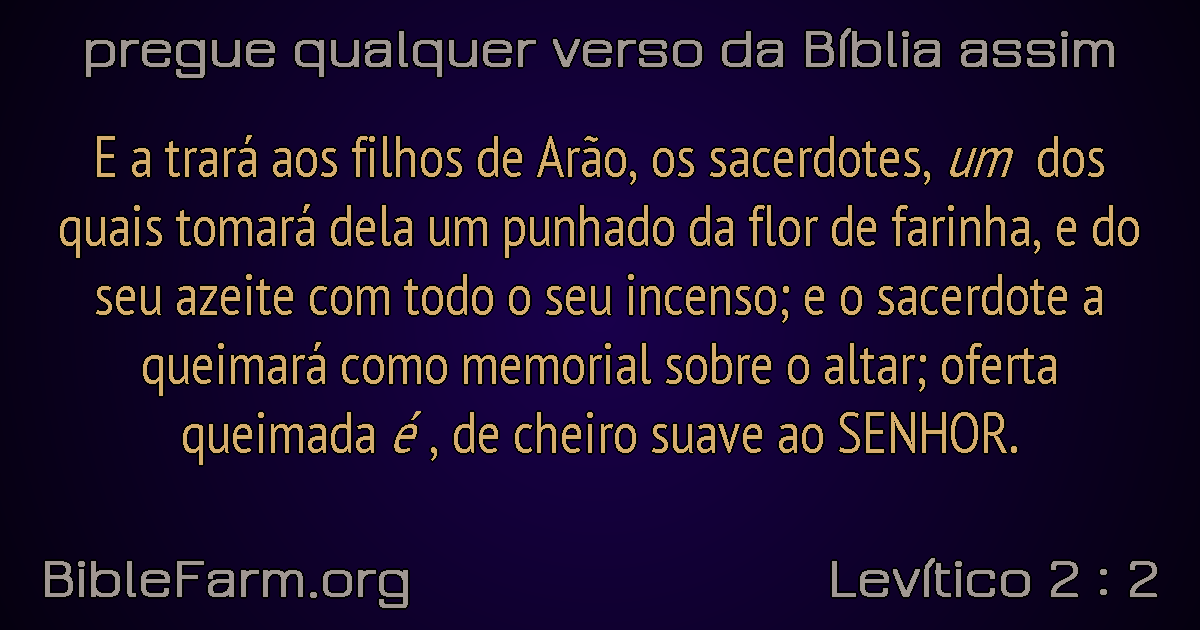 pregue qualquer verso da Bíblia assim
E a trará aos filhos de Arão, os sacerdotes, um dos
quais tomará dela um punhado da flor de farinha, e do
seu azeite com todo o seu incenso; e o sacerdote a
queimará como memorial sobre o altar; oferta
queimada é , de cheiro suave ao SENHOR.
BibleFarm.org
Levítico 2 : 2